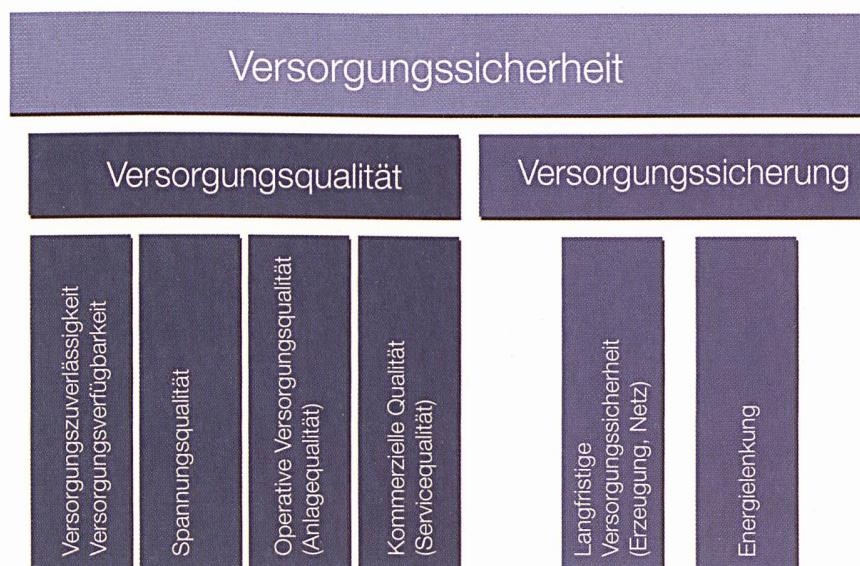 Versorgungssicherheit
Versorgungsqualität
Versorgungssicherung
Versorgungszuverlässigkeit
Versorgungsverfügbarkeit
Spannungsqualität
Operative Versorgungsqualität
(Anlagequalität)
Kommerzielle Qualität
(Servicequalität)
Langfristige
Versorgungssicherheit
(Erzeugung, Netz)
Energielenkung